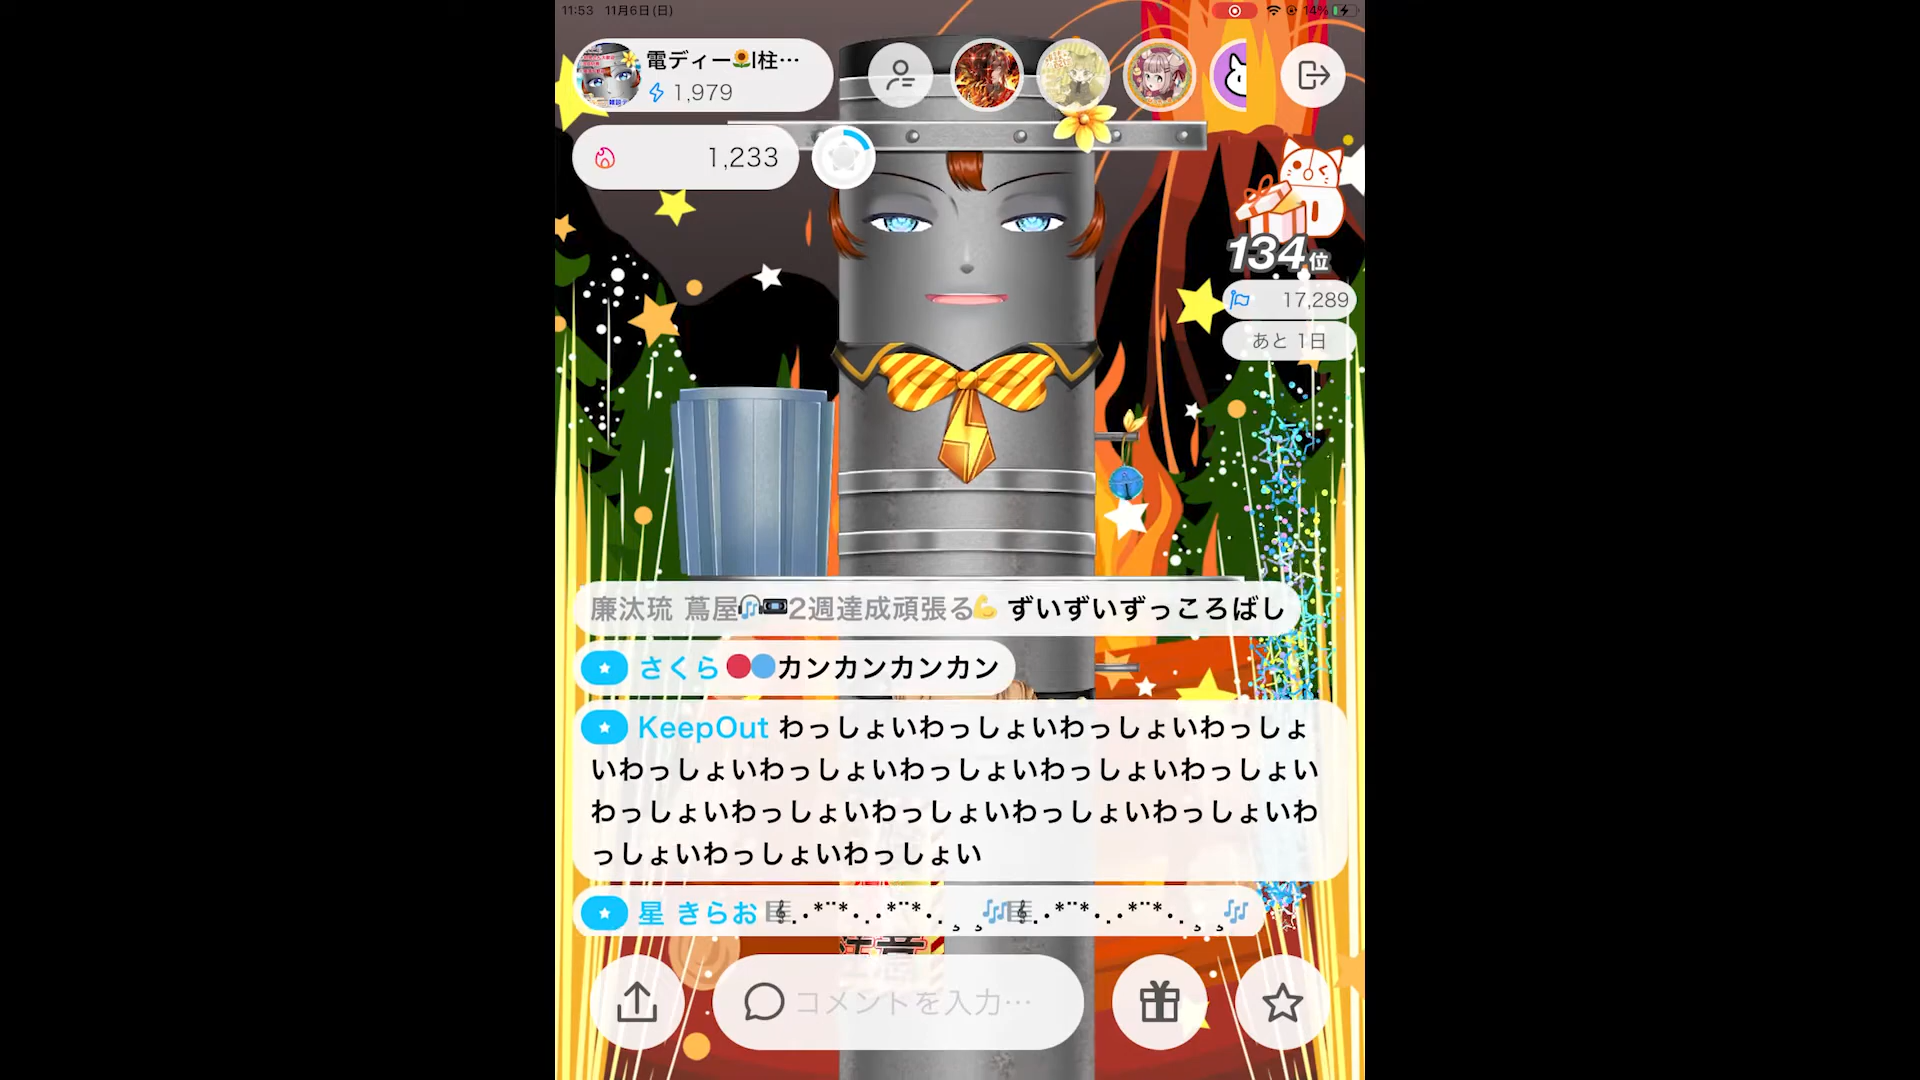 11:53 11月6日(日)
14%
電ディー🌻|柱…
1,979
1,233
134位
17,289
あと 1日
廉汰琉 蔦屋🎧📼2週達成頑張る💪 ずいずいずっころばし
さくら🔴🔵カンカンカンカン
KeepOut わっしょいわっしょいわっしょいわっしょ
いわっしょいわっしょいわっしょいわっしょいわっしょい
わっしょいわっしょいわっしょいわっしょいわっしょいわ
っしょいわっしょいわっしょい
星 きらお🎼.•*¨*•.¸¸🎶🎼.•*¨*•.¸¸🎶
コメントを入力…